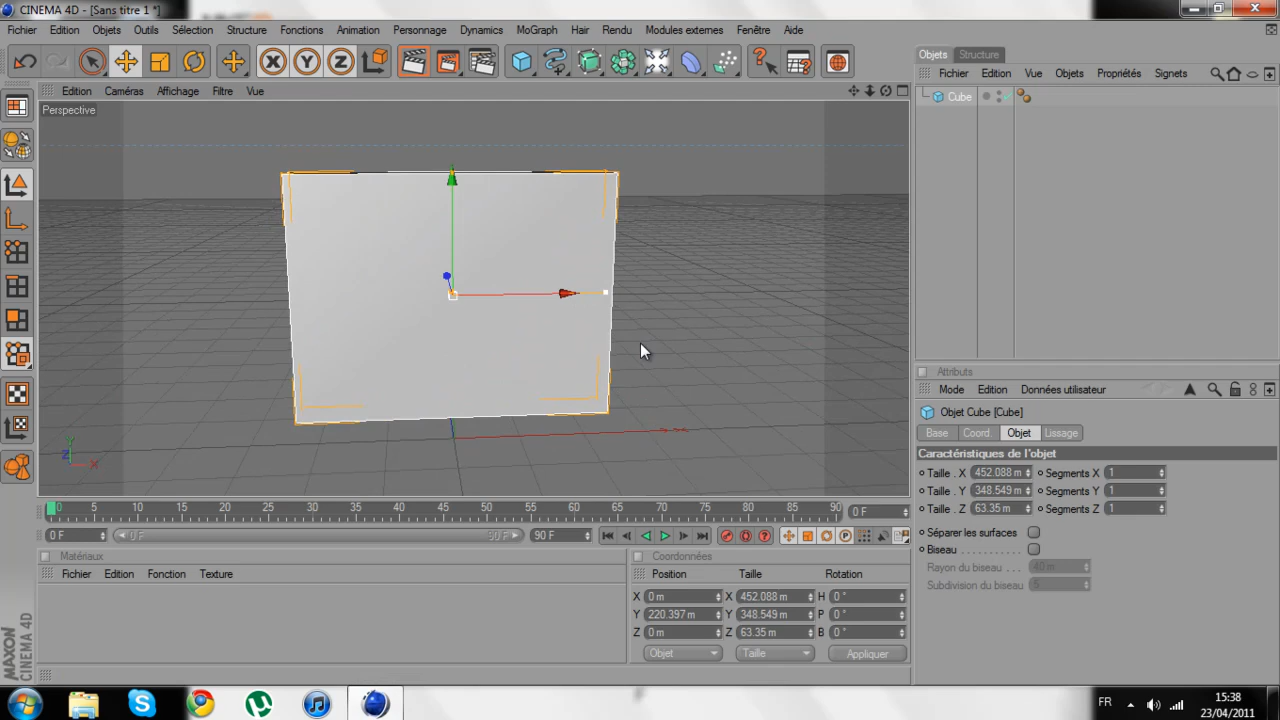 CINEMA 4D - [Sans titre 1 *]
Fichier Edition Objets Outils Sélection Structure Fonctions Animation Personnage Dynamics MoGraph Hair Rendu Modules externes Fenêtre Aide
X Y Z
Objets Structure
Fichier Edition Vue Objets Propriétés Signets
Edition Caméras Affichage Filtre Vue
Perspective
Cube
Y
Z X
Attributs
Mode Edition Données utilisateur
Objet Cube [Cube]
Base Coord. Objet Lissage
Caractéristiques de l'objet
Taille . X 452.088 m Segments X 1
Taille . Y 348.549 m Segments Y 1
Taille . Z 63.35 m Segments Z 1
Séparer les surfaces
Biseau . . . . . . . . . . .
Rayon du biseau . . . 40 m
Subdivision du biseau 5
0 5 10 15 20 25 30 35 40 45 50 55 60 65 70 75 80 85 90 0 F
0 F 0 F 90 F 90 F
Matériaux
Fichier Edition Fonction Texture
Coordonnées
Position Taille Rotation
X 0 m X 452.088 m H 0 °
Y 220.397 m Y 348.549 m P 0 °
Z 0 m Z 63.35 m B 0 °
Objet Taille Appliquer
MAXON
CINEMA 4D
FR 15:38
23/04/2011